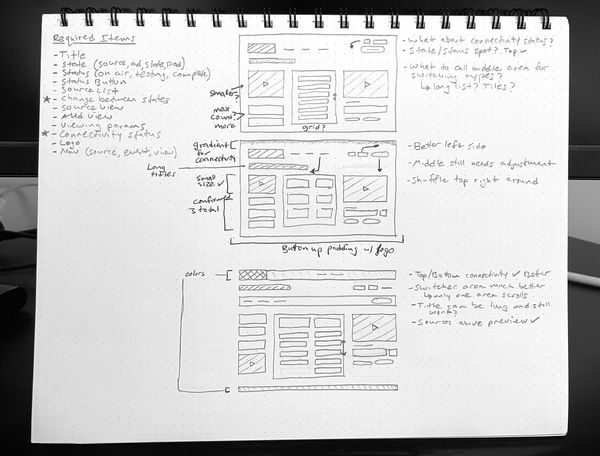 Required Items
- Title
- State (source, ad, slate, pad)
- Status (on air, testing, complete)
- Status Button
- Source List
* - Change between states
- Source View
- Add View
- Viewing params
* - Connectivity status
- Logo
- Nav (source, event, view)
smaller?
max count? more
grid?
- What about connectivity status?
- State/Status spot? Top ✓
- What to call middle area for switching types?
↳ long list? Tiles?
gradient for connectivity
Long titles
small size ✓
confirmed 3 total
Button up padding w/ logo
- Better left side
- Middle still needs adjustment
- Shuffle top right around
colors
- Top/Bottom connectivity ✓ Better
- Switcher area much better
↳ only one area scrolls
- Title can be long and still work?
- Sources above preview ✓